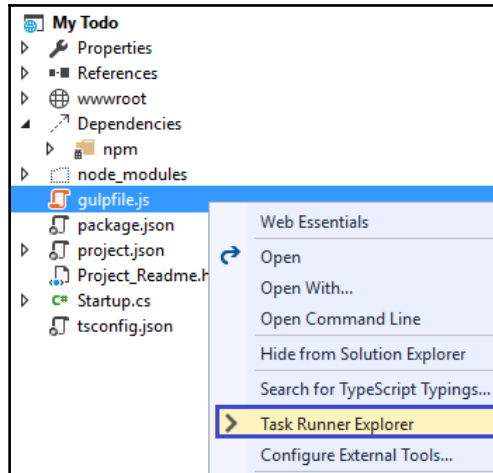 My Todo
Properties
References
wwwroot
Dependencies
npm
node_modules
gulpfile.js
package.json
project.json
Project_Readme.h
C# Startup.cs
tsconfig.json
Web Essentials
Open
Open With...
Open Command Line
Hide from Solution Explorer
Search for TypeScript Typings...
Task Runner Explorer
Configure External Tools...